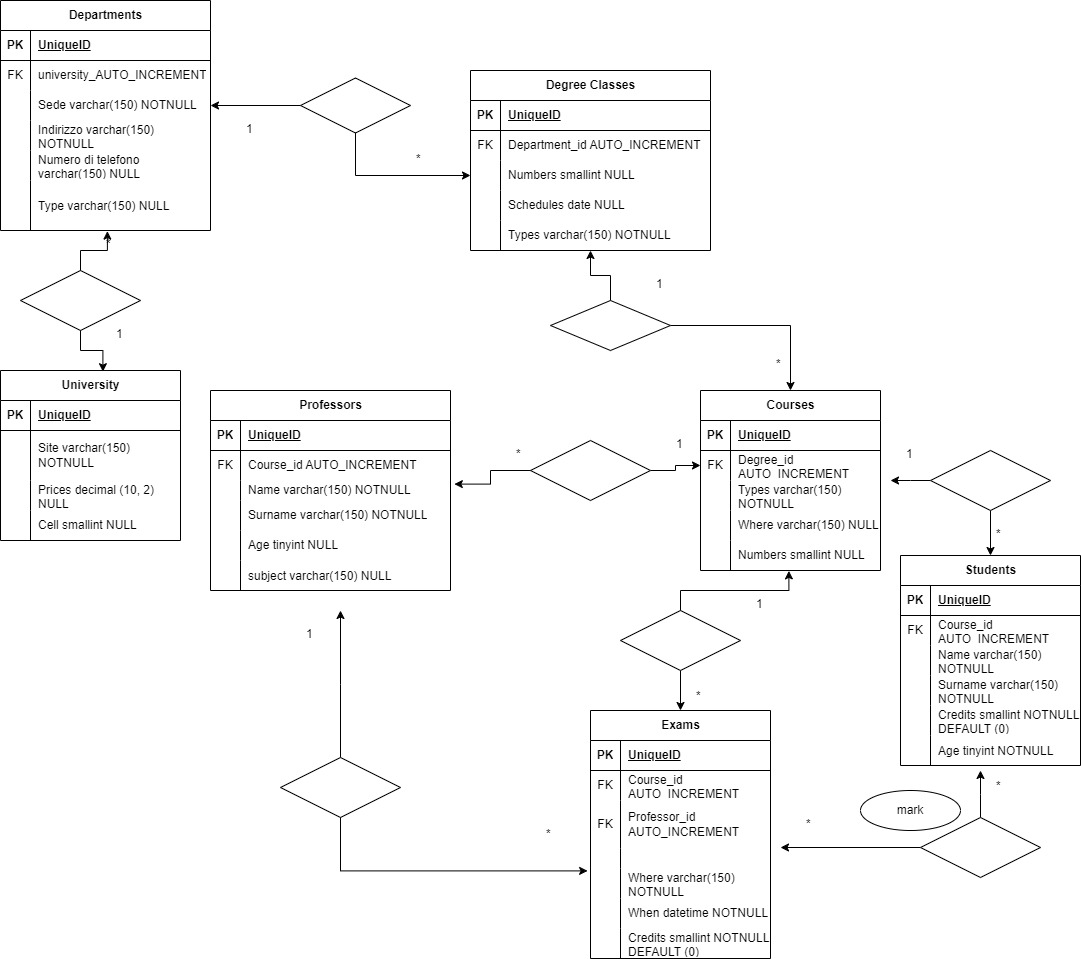 Departments
PK UniqueID
FK university_AUTO_INCREMENT
Sede varchar(150) NOTNULL
Indirizzo varchar(150)
NOTNULL
Numero di telefono
varchar(150) NULL
Type varchar(150) NULL
1
*
Degree Classes
PK UniqueID
FK Department_id AUTO_INCREMENT
Numbers smallint NULL
Schedules date NULL
Types varchar(150) NOTNULL
*
1
1
*
University
PK UniqueID
Site varchar(150)
NOTNULL
Prices decimal (10, 2)
NULL
Cell smallint NULL
Professors
PK UniqueID
FK Course_id AUTO_INCREMENT
Name varchar(150) NOTNULL
Surname varchar(150) NOTNULL
Age tinyint NULL
subject varchar(150) NULL
*
1
Courses
PK UniqueID
FK Degree_id
AUTO_INCREMENT
Types varchar(150)
NOTNULL
Where varchar(150) NULL
Numbers smallint NULL
1
*
Students
PK UniqueID
FK Course_id
AUTO_INCREMENT
Name varchar(150)
NOTNULL
Surname varchar(150)
NOTNULL
Credits smallint NOTNULL
DEFAULT (0)
Age tinyint NOTNULL
1
1
*
*
Exams
PK UniqueID
FK Course_id
AUTO_INCREMENT
FK Professor_id
AUTO_INCREMENT
Where varchar(150)
NOTNULL
When datetime NOTNULL
Credits smallint NOTNULL
DEFAULT (0)
mark
*
*